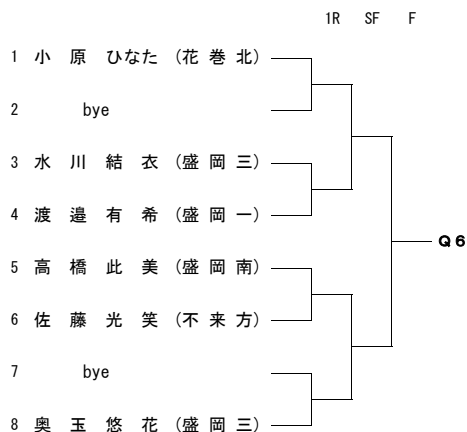 1R SF F
1 小 原 ひなた (花 巻 北)
2 bye
3 水 川 結 衣 (盛 岡 三)
4 渡 邉 有 希 (盛 岡 一)
Q6
5 高 橋 此 美 (盛 岡 南)
6 佐 藤 光 笑 (不 来 方)
7 bye
8 奥 玉 悠 花 (盛 岡 三)